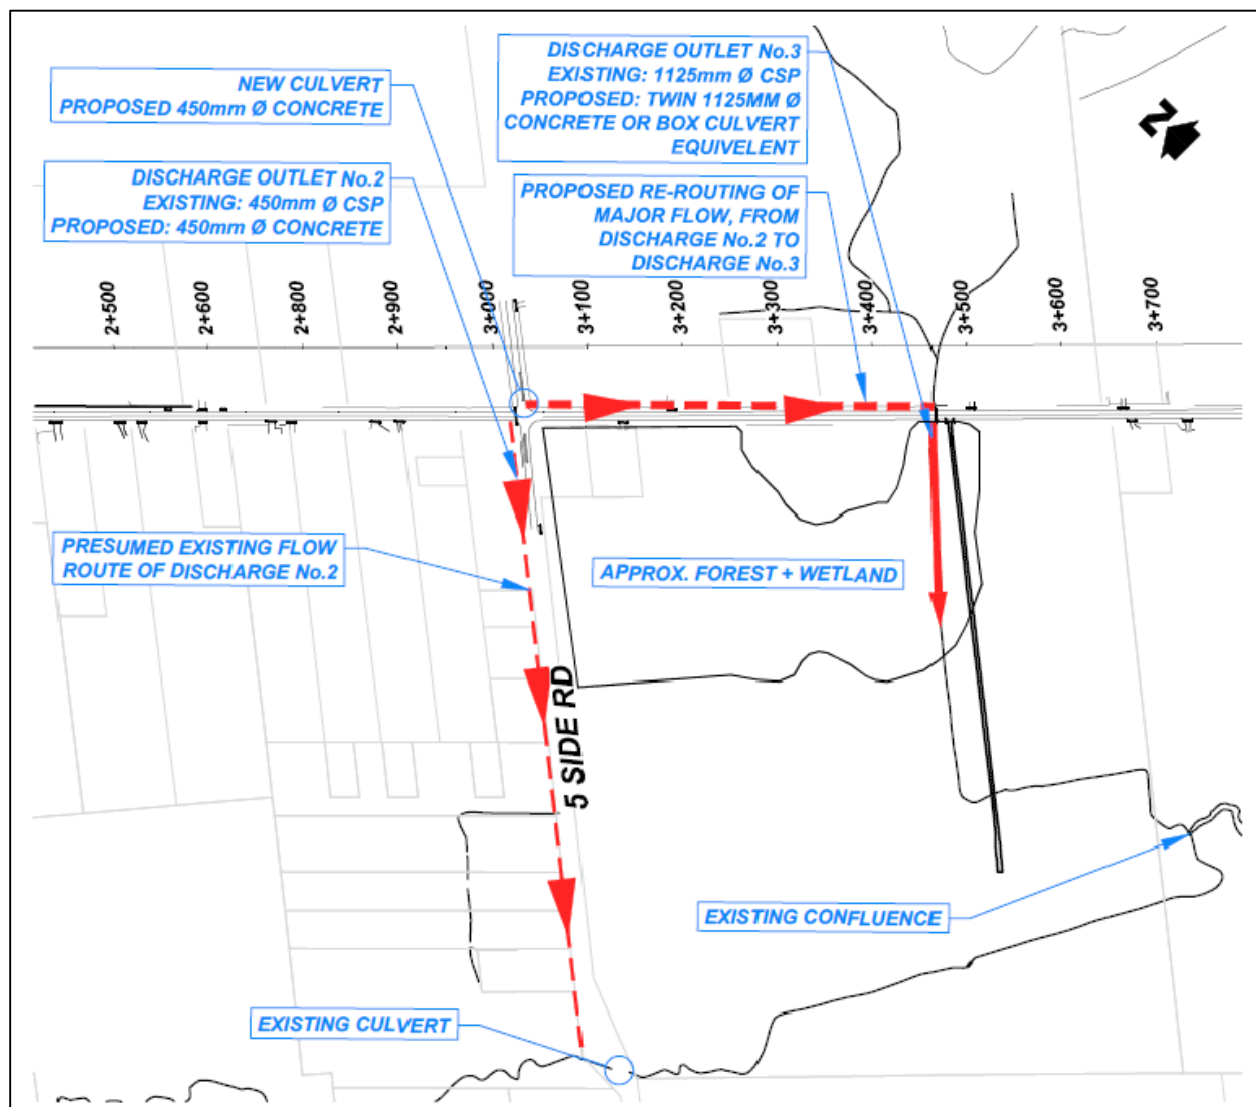 NEW CULVERT
PROPOSED 450mm Ø CONCRETE
DISCHARGE OUTLET No.2
EXISTING: 450mm Ø CSP
PROPOSED: 450mm Ø CONCRETE
DISCHARGE OUTLET No.3
EXISTING: 1125mm Ø CSP
PROPOSED: TWIN 1125MM Ø
CONCRETE OR BOX CULVERT
EQUIVELENT
PROPOSED RE-ROUTING OF
MAJOR FLOW, FROM
DISCHARGE No.2 TO
DISCHARGE No.3
N
2+500
2+600
2+800
2+900
3+000
3+100
3+200
3+300
3+400
3+500
3+600
3+700
PRESUMED EXISTING FLOW
ROUTE OF DISCHARGE No.2
APPROX. FOREST + WETLAND
5 SIDE RD
EXISTING CONFLUENCE
EXISTING CULVERT